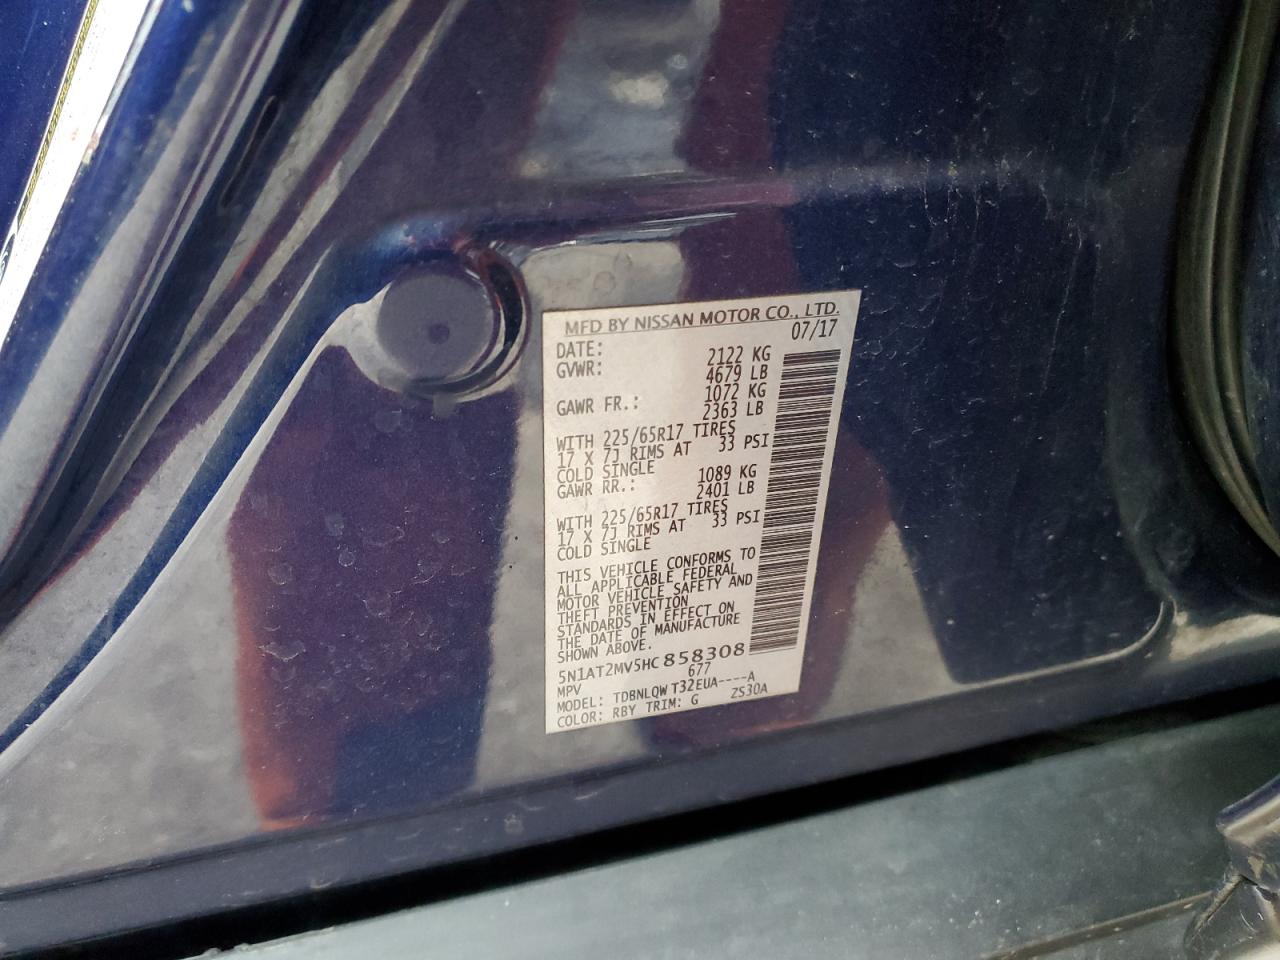 MFD BY NISSAN MOTOR CO., LTD.
DATE: 07/17
GVWR: 2122 KG
4679 LB
GAWR FR.: 1072 KG
2363 LB
WITH 225/65R17 TIRES
17 X 7J RIMS AT 33 PSI
COLD SINGLE
GAWR RR.: 1089 KG
2401 LB
WITH 225/65R17 TIRES
17 X 7J RIMS AT 33 PSI
COLD SINGLE
THIS VEHICLE CONFORMS TO
ALL APPLICABLE FEDERAL
MOTOR VEHICLE SAFETY AND
THEFT PREVENTION
STANDARDS IN EFFECT ON
THE DATE OF MANUFACTURE
SHOWN ABOVE.
5N1AT2MV5HC858308
MPV 677
MODEL: TDBNLQW T32EUA----A
COLOR: RBY TRIM: G ZS30A